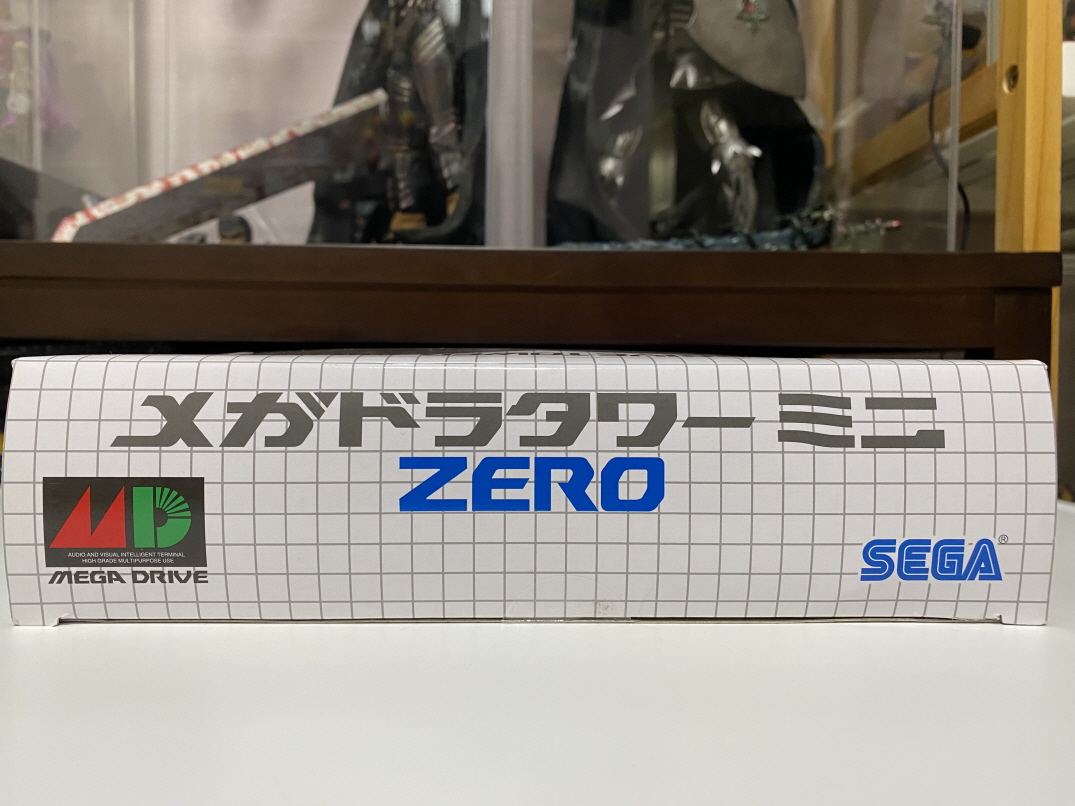 メガドラタワーミニ
ZERO
MD
AUDIO AND VISUAL INTELLIGENT TERMINAL
HIGH GRADE MULTIPURPOSE USE
MEGA DRIVE
SEGA®